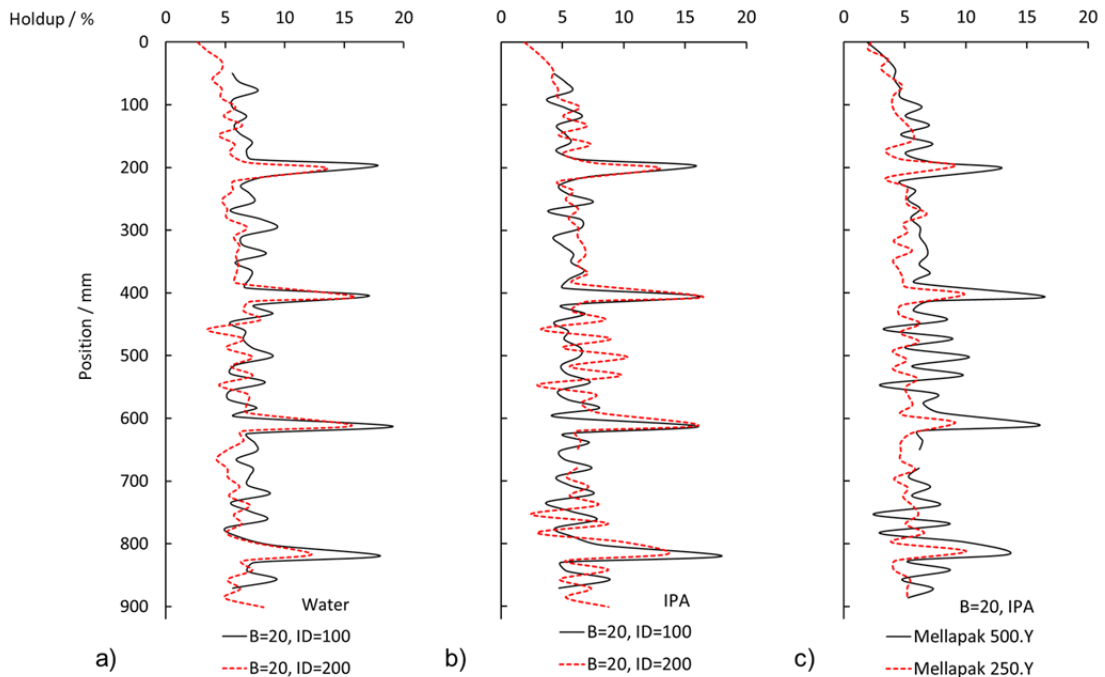 Holdup / %
0 5 10 15 20
0 5 10 15 20
0 5 10 15 20
Position / mm
0
100
200
300
400
500
600
700
800
900
Water
IPA
B=20, IPA
a)
B=20, ID=100
B=20, ID=200
b)
B=20, ID=100
B=20, ID=200
c)
Mellapak 500.Y
Mellapak 250.Y